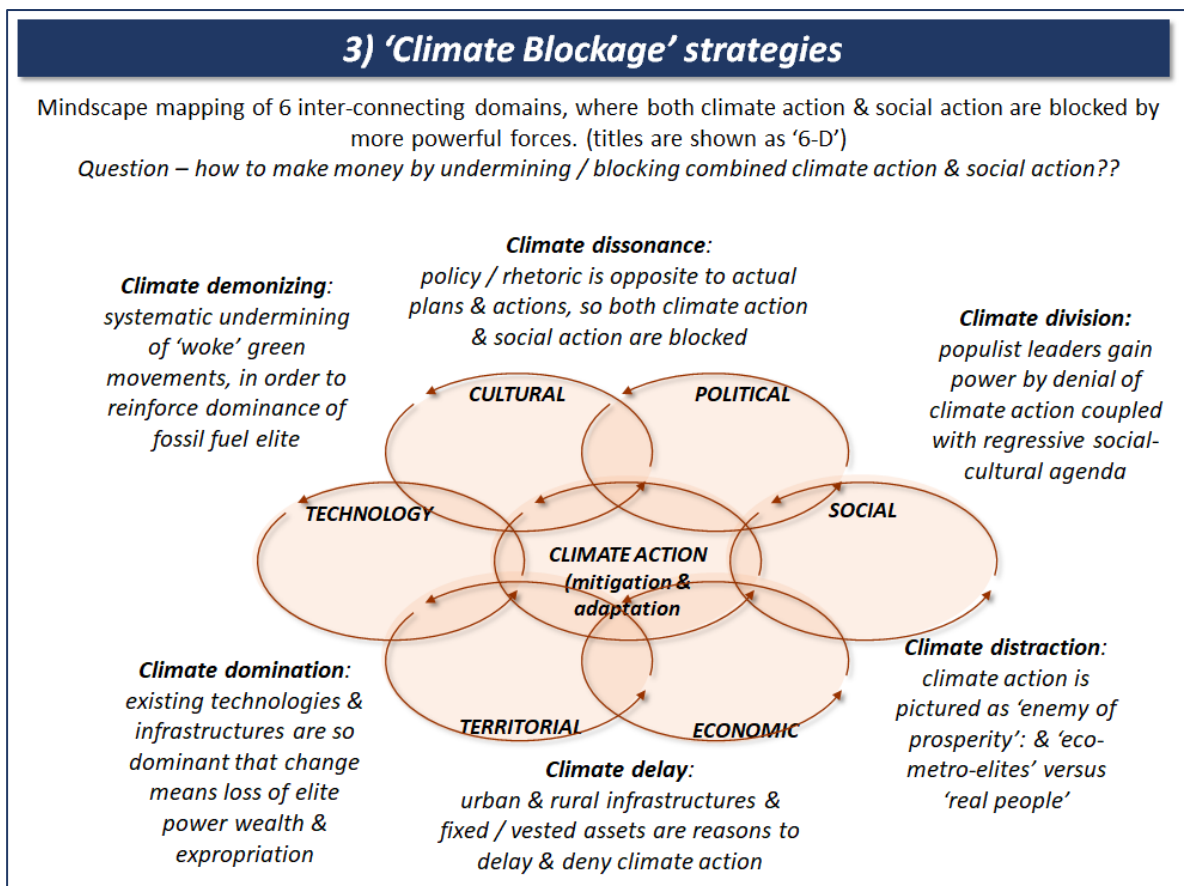 3) ‘Climate Blockage’ strategies
Mindscape mapping of 6 inter-connecting domains, where both climate action & social action are blocked by
more powerful forces. (titles are shown as ‘6-D’)
Question – how to make money by undermining / blocking combined climate action & social action??
Climate dissonance:
policy / rhetoric is opposite to actual
plans & actions, so both climate action
& social action are blocked
Climate demonizing:
systematic undermining
of ‘woke’ green
movements, in order to
reinforce dominance of
fossil fuel elite
Climate division:
populist leaders gain
power by denial of
climate action coupled
with regressive social-
cultural agenda
CULTURAL
POLITICAL
TECHNOLOGY
SOCIAL
CLIMATE ACTION
(mitigation &
adaptation
TERRITORIAL
ECONOMIC
Climate domination:
existing technologies &
infrastructures are so
dominant that change
means loss of elite
power wealth &
expropriation
Climate delay:
urban & rural infrastructures &
fixed / vested assets are reasons to
delay & deny climate action
Climate distraction:
climate action is
pictured as ‘enemy of
prosperity’: & ‘eco-
metro-elites’ versus
‘real people’